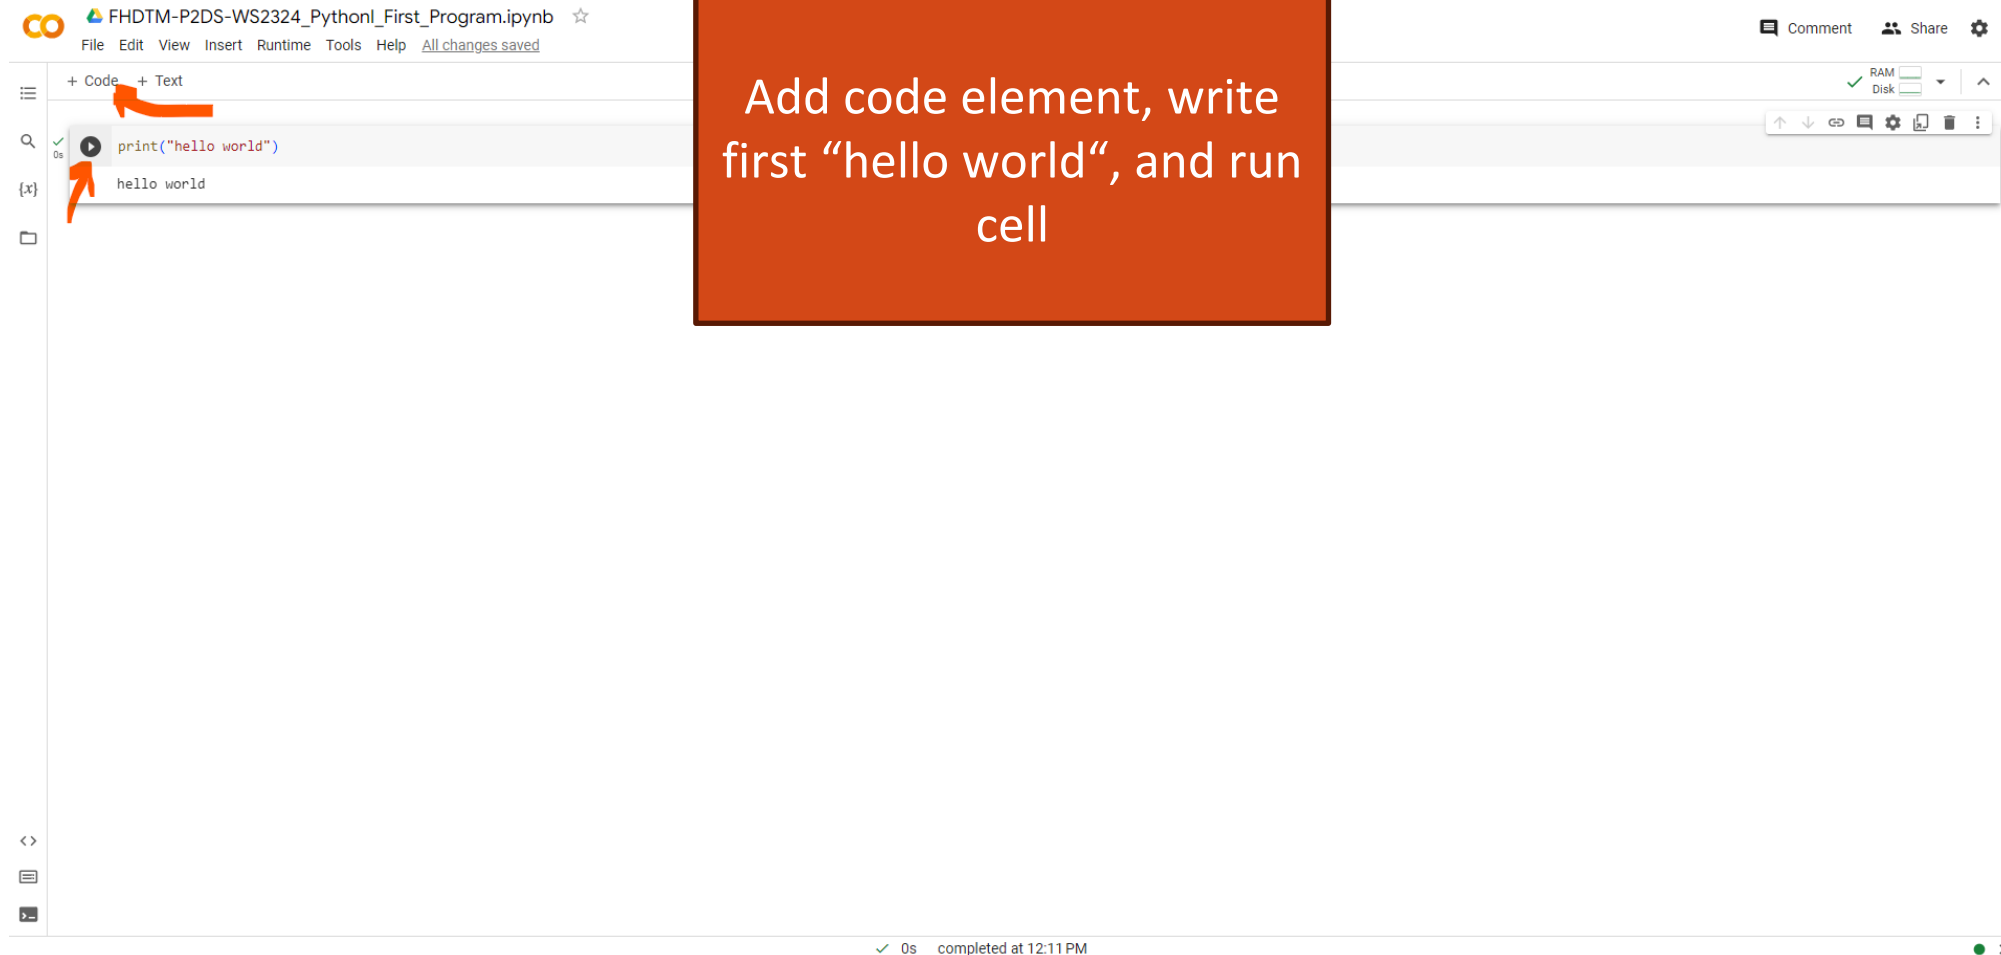 FHDTM-P2DS-WS2324_PythonI_First_Program.ipynb
File Edit View Insert Runtime Tools Help All changes saved
Comment Share
+ Code + Text
RAM
Disk
Add code element, write
first “hello world“, and run
cell
0s
print("hello world")
hello world
{x}
0s completed at 12:11 PM